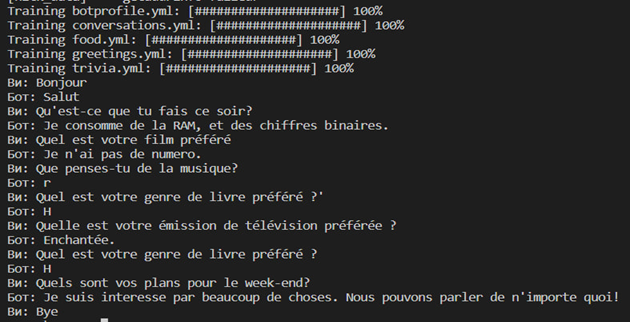 Training botprofile.yml: [####################] 100%
Training conversations.yml: [####################] 100%
Training food.yml: [####################] 100%
Training greetings.yml: [####################] 100%
Training trivia.yml: [####################] 100%
Ви: Bonjour
Бот: Salut
Ви: Qu'est-ce que tu fais ce soir?
Бот: Je consomme de la RAM, et des chiffres binaires.
Ви: Quel est votre film préféré
Бот: Je n'ai pas de numero.
Ви: Que penses-tu de la musique?
Бот: r
Ви: Quel est votre genre de livre préféré ?'
Бот: H
Ви: Quelle est votre émission de télévision préférée ?
Бот: Enchantée.
Ви: Quel est votre genre de livre préféré ?
Бот: H
Ви: Quels sont vos plans pour le week-end?
Бот: Je suis interesse par beaucoup de choses. Nous pouvons parler de n'importe quoi!
Ви: Bye